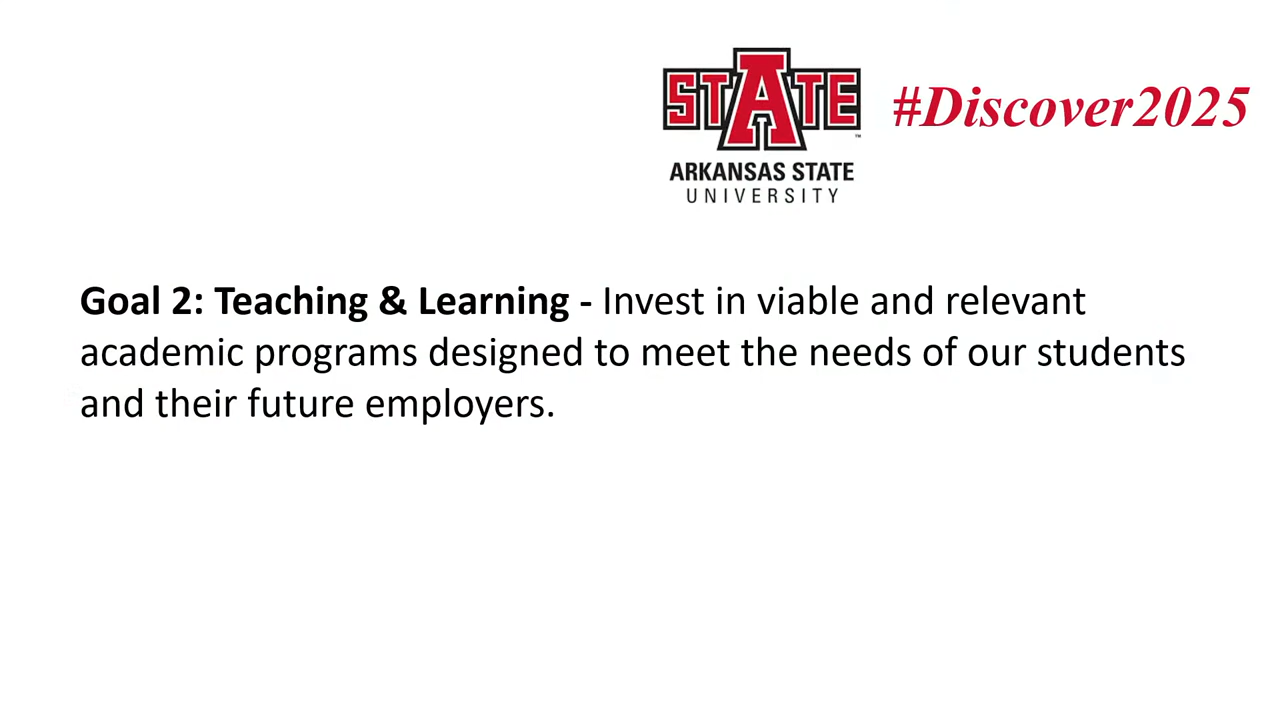 STATE
™
ARKANSAS STATE
UNIVERSITY
#Discover2025
Goal 2: Teaching & Learning - Invest in viable and relevant
academic programs designed to meet the needs of our students
and their future employers.